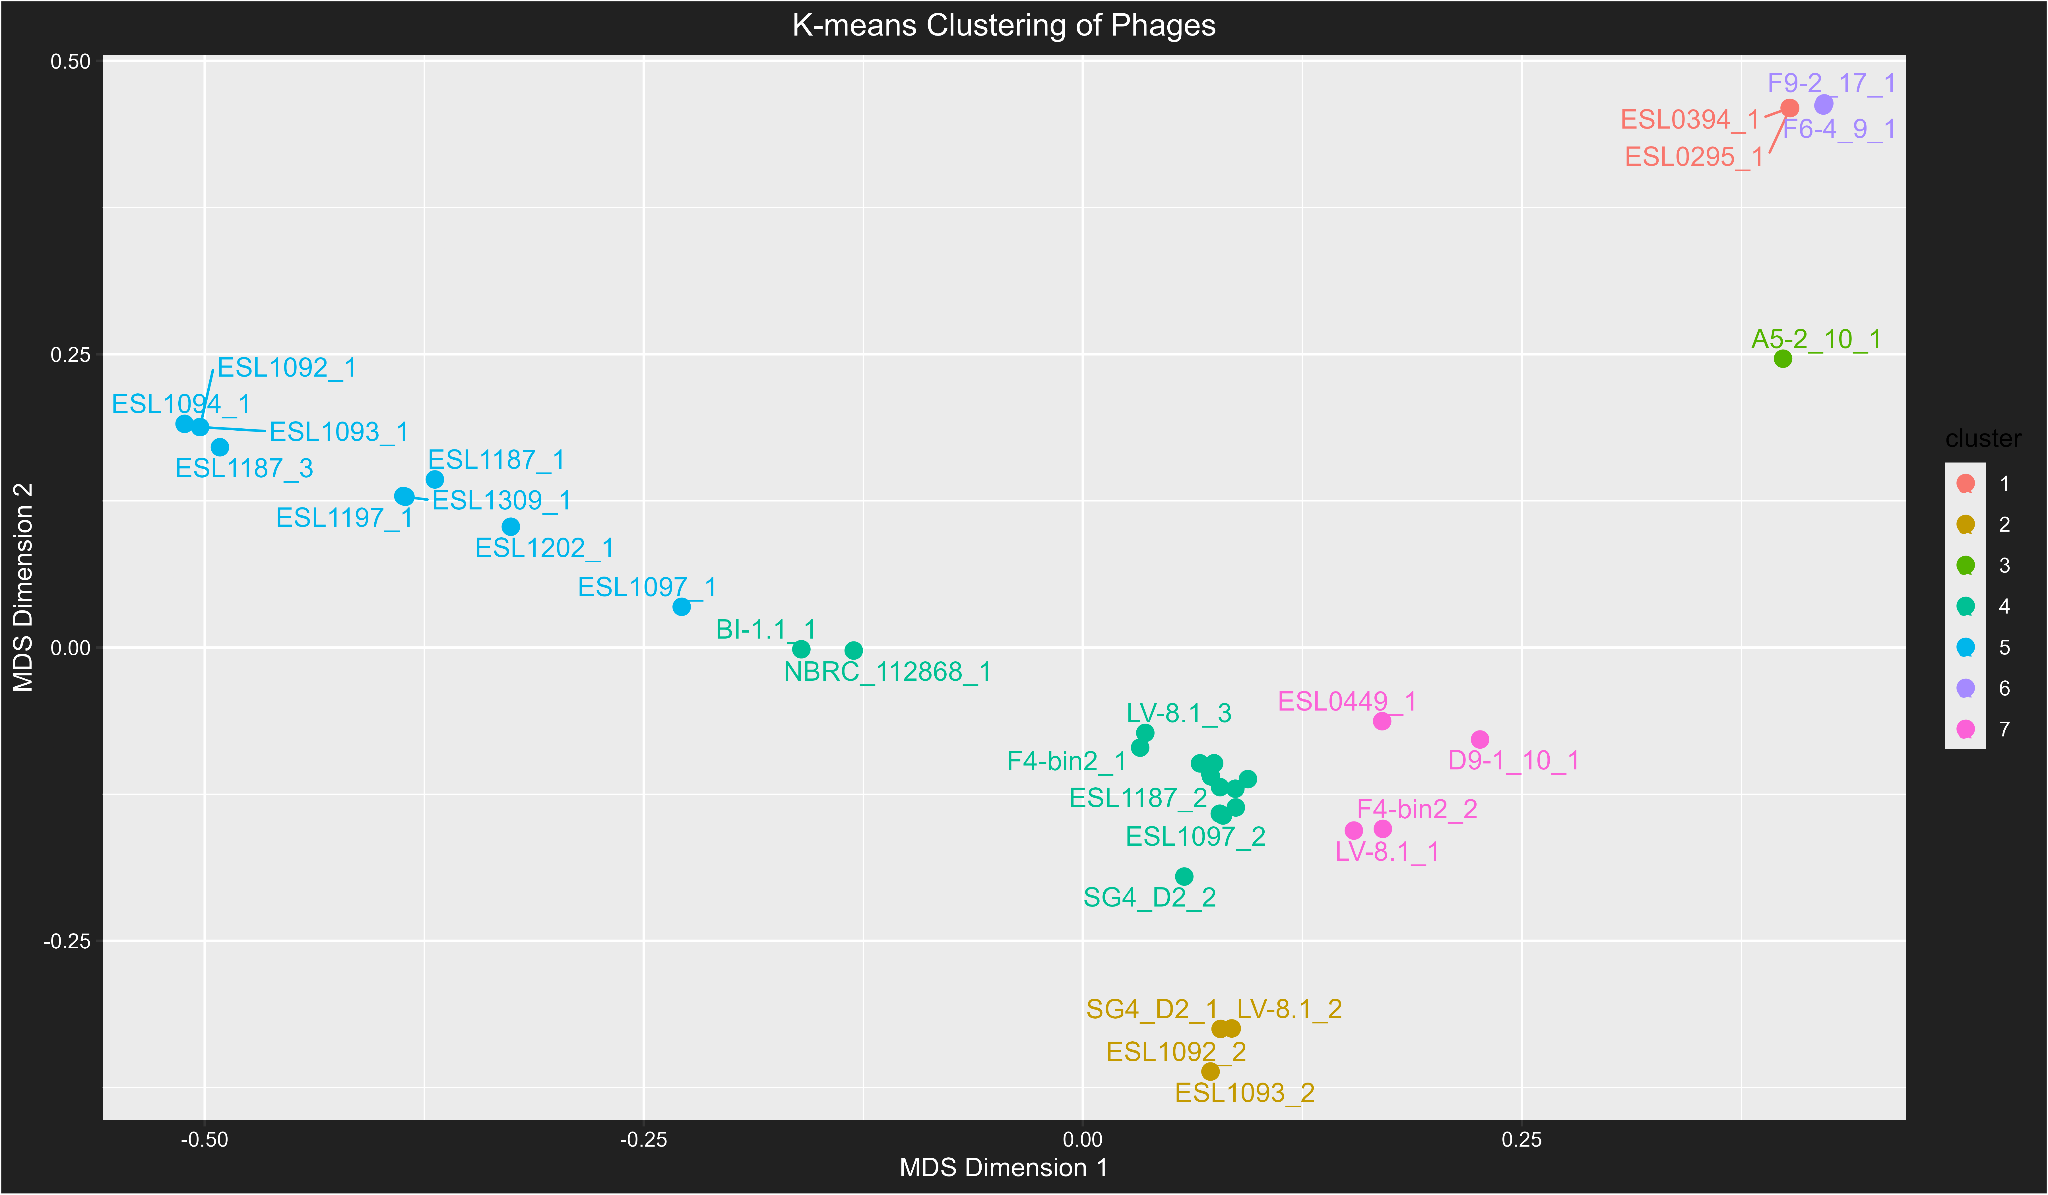 K-means Clustering of Phages
0.50
F9-2_17_1
ESL0394_1
F6-4_9_1
ESL0295_1
A5-2_10_1
0.25
ESL1092_1
ESL1094_1
ESL1093_1
ESL1187_3
ESL1187_1
ESL1309_1
ESL1197_1
ESL1202_1
ESL1097_1
BI-1.1_1
0.00
NBRC_112868_1
ESL0449_1
LV-8.1_3
F4-bin2_1
D9-1_10_1
ESL1187_2
F4-bin2_2
ESL1097_2
LV-8.1_1
SG4_D2_2
-0.25
SG4_D2_1
LV-8.1_2
ESL1092_2
ESL1093_2
-0.50
-0.25
0.00
0.25
MDS Dimension 1
MDS Dimension 2
cluster
1
2
3
4
5
6
7